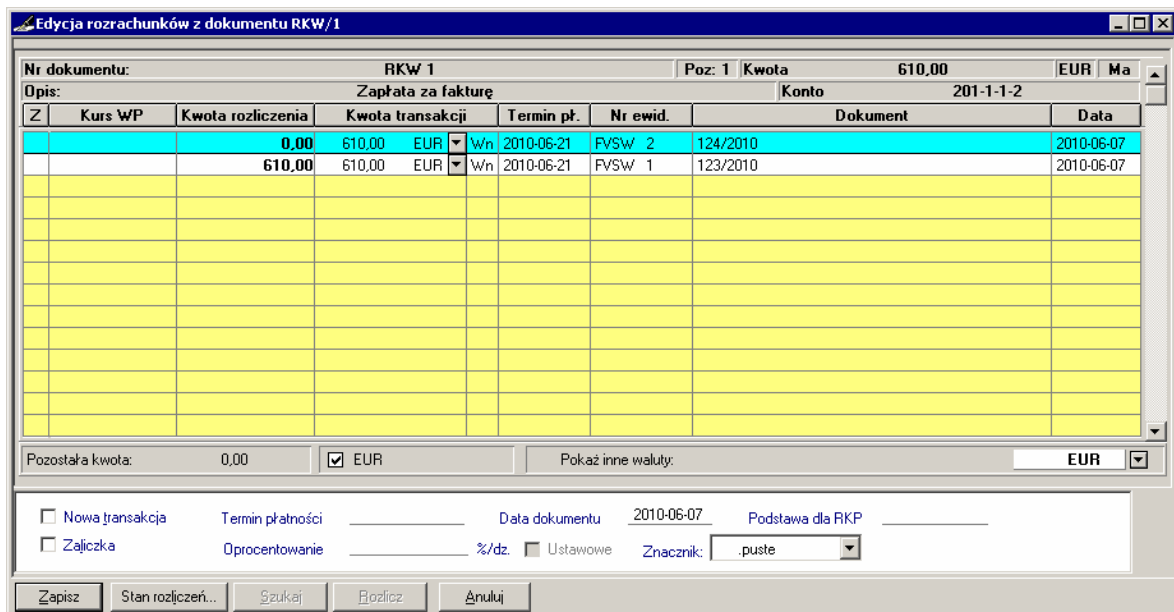 Edycja rozrachunków z dokumentu RKW/1
Nr dokumentu: RKW 1 Poz: 1 Kwota 610,00 EUR Ma
Opis: Zapłata za fakturę Konto 201-1-1-2
Z Kurs WP Kwota rozliczenia Kwota transakcji Termin pł. Nr ewid. Dokument Data
0,00 610,00 EUR Wn 2010-06-21 FVSW 2 124/2010 2010-06-07
610,00 610,00 EUR Wn 2010-06-21 FVSW 1 123/2010 2010-06-07
Pozostała kwota: 0,00 EUR Pokaż inne waluty: EUR
Nowa transakcja Termin płatności Data dokumentu 2010-06-07 Podstawa dla RKP
Zaliczka Oprocentowanie %/dz. Ustawowe Znacznik: .puste
Zapisz Stan rozliczeń... Szukaj Rozlicz Anuluj